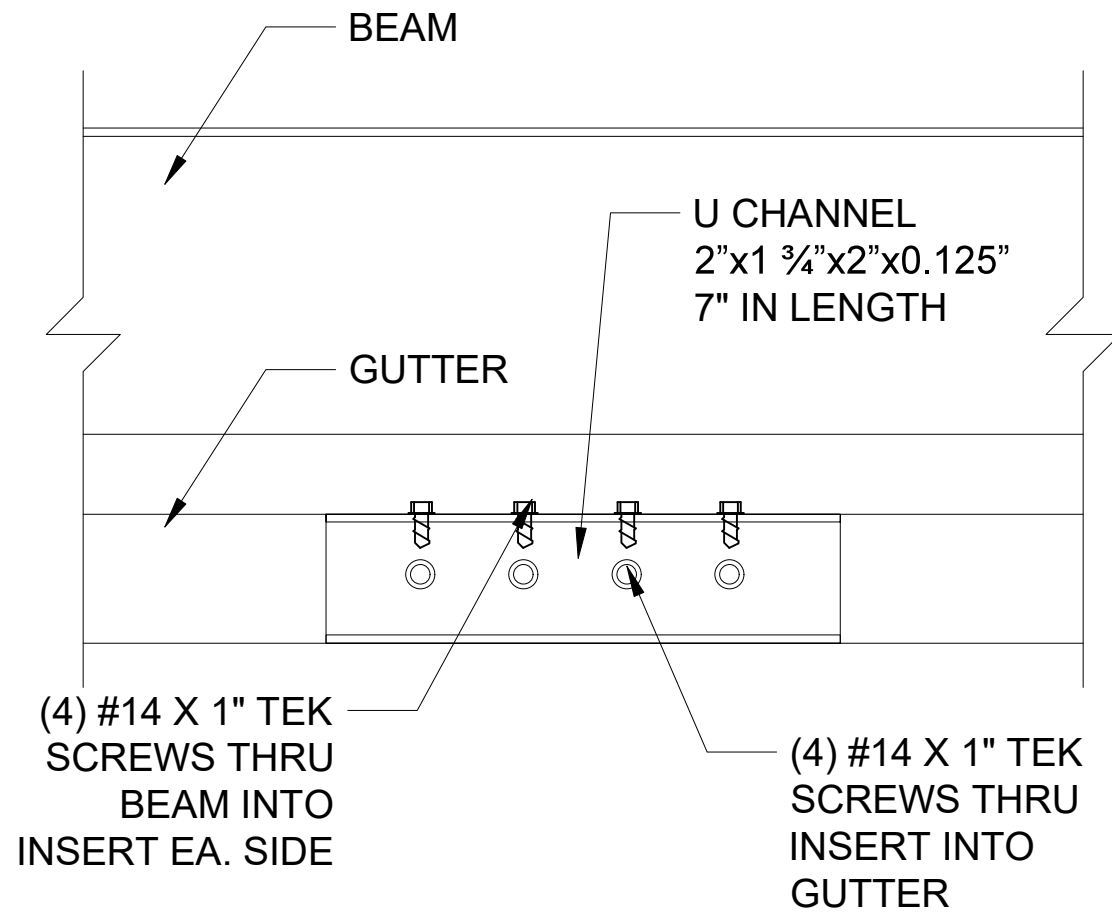 BEAM
U CHANNEL
2”x1 ¾”x2”x0.125”
7" IN LENGTH
GUTTER
(4) #14 X 1" TEK
SCREWS THRU
BEAM INTO
INSERT EA. SIDE
(4) #14 X 1" TEK
SCREWS THRU
INSERT INTO
GUTTER